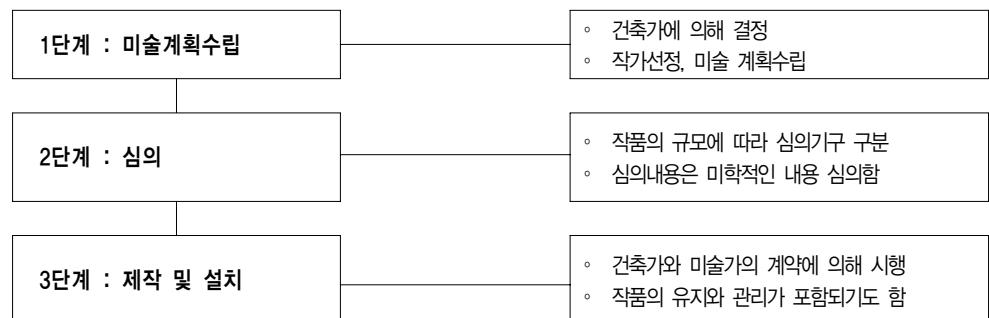 1단계 : 미술계획수립
◦ 건축가에 의해 결정
◦ 작가선정, 미술 계획수립
2단계 : 심의
◦ 작품의 규모에 따라 심의기구 구분
◦ 심의내용은 미학적인 내용 심의함
3단계 : 제작 및 설치
◦ 건축가와 미술가의 계약에 의해 시행
◦ 작품의 유지와 관리가 포함되기도 함